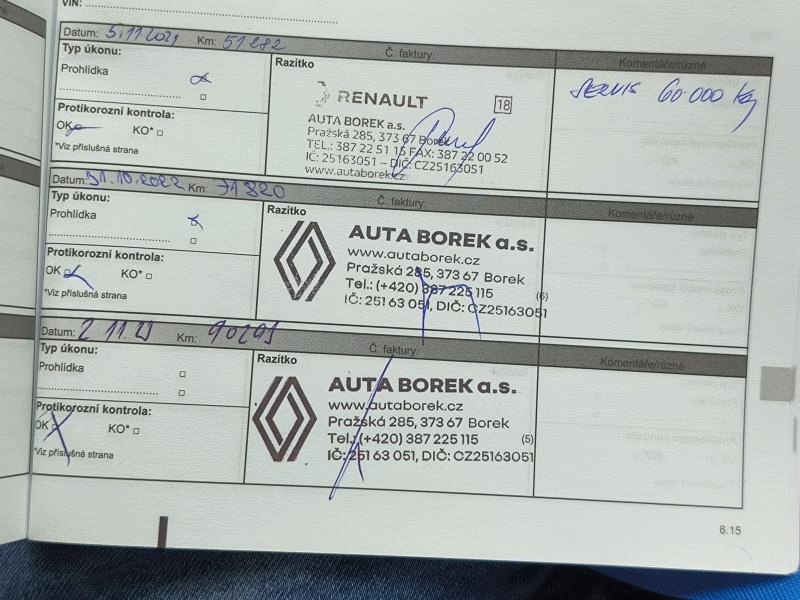 VIN:
Datum: 5.11.2021 Km: 51282 Č. faktury Komentáře/různé
Typ úkonu:
Prohlídka
Protikorozní kontrola:
OK KO*
*Viz příslušná strana
Razítko
RENAULT 18
AUTA BOREK a.s.
Pražská 285, 373 67 Borek
TEL.: 387 22 51 15 FAX: 387 22 00 52
IČ: 25163051 – DIČ: CZ25163051
www.autaborek.cz
SERVIS 60.000 Km
Datum: 31.10.2022 Km: 71820 Č. faktury Komentáře/různé
Typ úkonu:
Prohlídka
Protikorozní kontrola:
OK KO*
*Viz příslušná strana
Razítko
AUTA BOREK a.s.
www.autaborek.cz
Pražská 285, 373 67 Borek
Tel.: (+420) 387 225 115 (6)
IČ: 251 63 051, DIČ: CZ25163051
Datum: 2 11 23 Km: 90295 Č. faktury Komentáře/různé
Typ úkonu:
Prohlídka
Protikorozní kontrola:
OK KO*
*Viz příslušná strana
Razítko
AUTA BOREK a.s.
www.autaborek.cz
Pražská 285, 373 67 Borek
Tel.: (+420) 387 225 115 (5)
IČ: 251 63 051, DIČ: CZ25163051
6.15